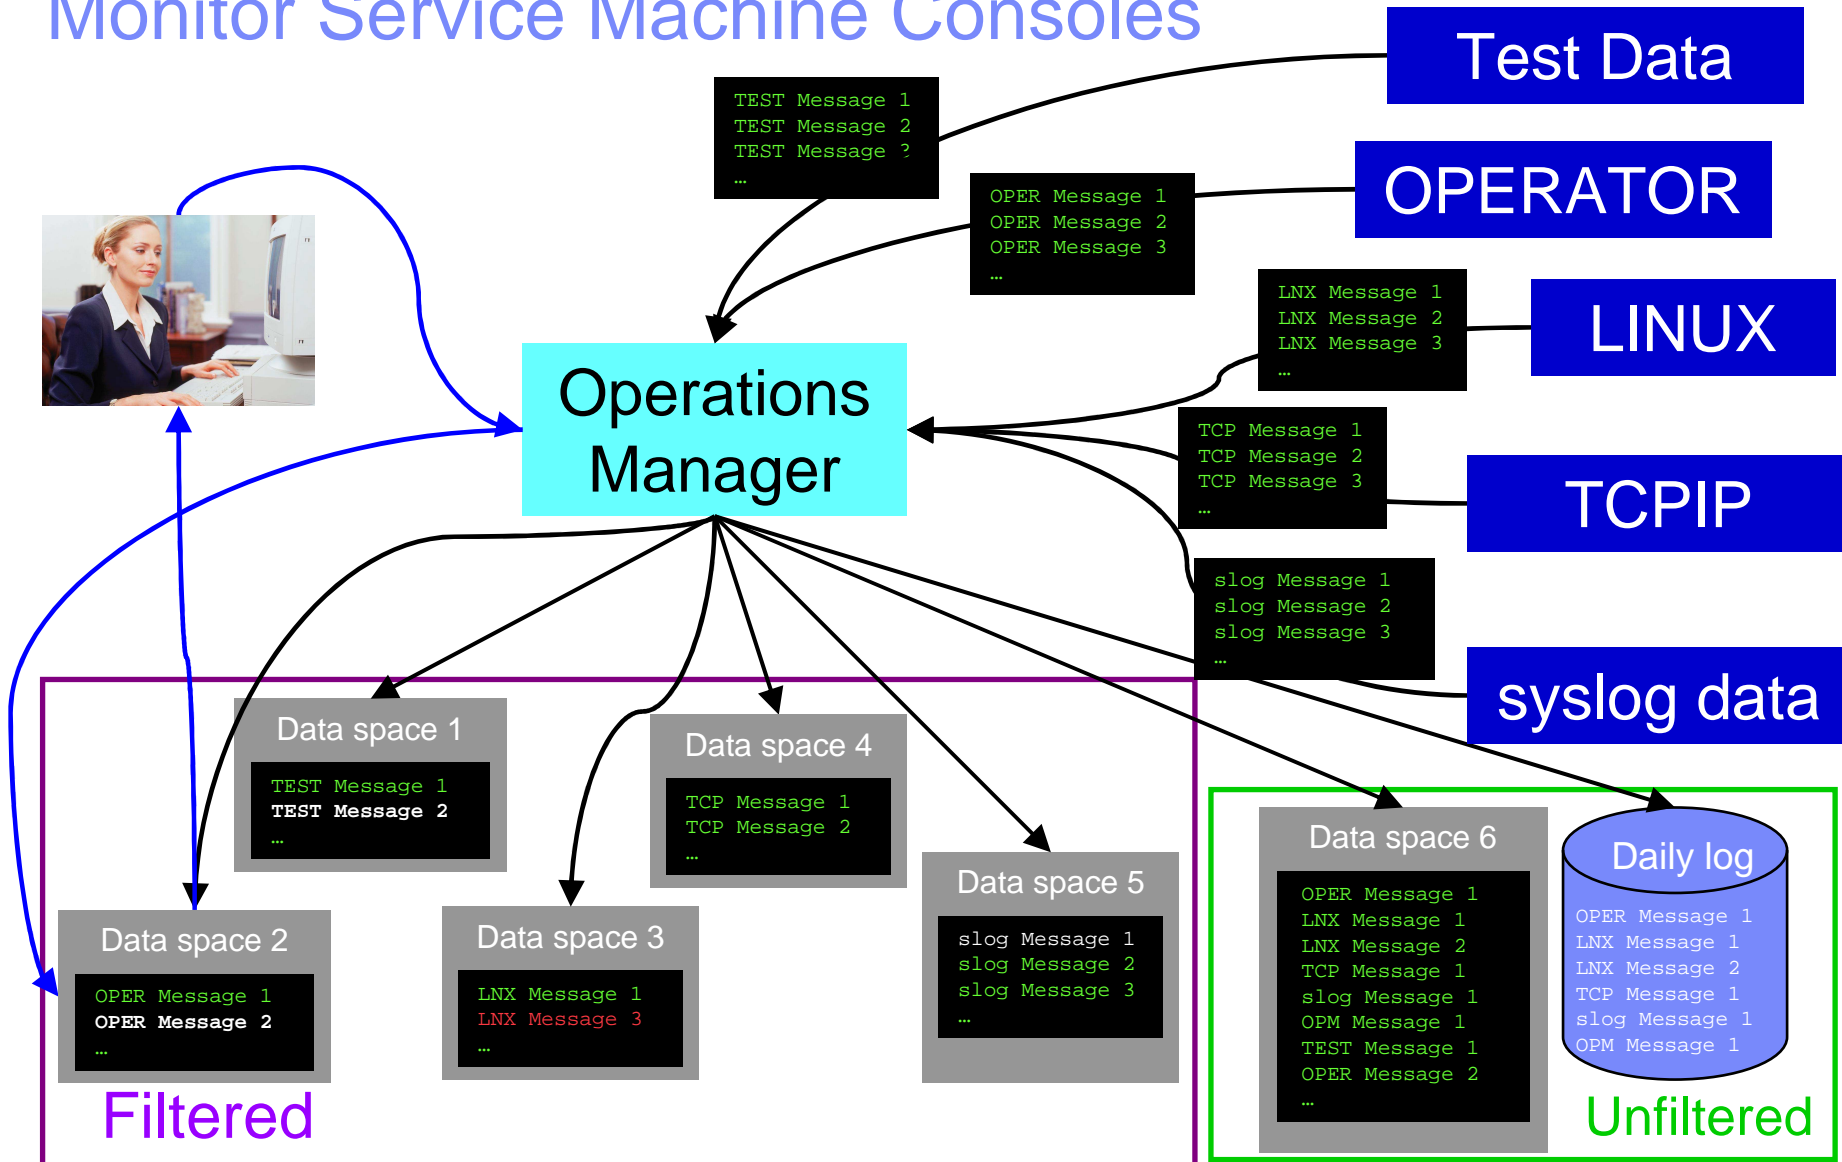 Monitor Service Machine Consoles
Test Data
TEST Message 1
TEST Message 2
TEST Message 3
…
OPERATOR
OPER Message 1
OPER Message 2
OPER Message 3
…
LINUX
LNX Message 1
LNX Message 2
LNX Message 3
…
Operations
Manager
TCPIP
TCP Message 1
TCP Message 2
TCP Message 3
…
slog Message 1
slog Message 2
slog Message 3
…
syslog data
Data space 1
TEST Message 1
TEST Message 2
…
Data space 4
TCP Message 1
TCP Message 2
…
Data space 2
OPER Message 1
OPER Message 2
…
Data space 3
LNX Message 1
LNX Message 3
…
Data space 5
slog Message 1
slog Message 2
slog Message 3
…
Filtered
Data space 6
OPER Message 1
LNX Message 1
LNX Message 2
TCP Message 1
slog Message 1
OPM Message 1
TEST Message 1
OPER Message 2
…
Daily log
OPER Message 1
LNX Message 1
LNX Message 2
TCP Message 1
slog Message 1
OPM Message 1
Unfiltered